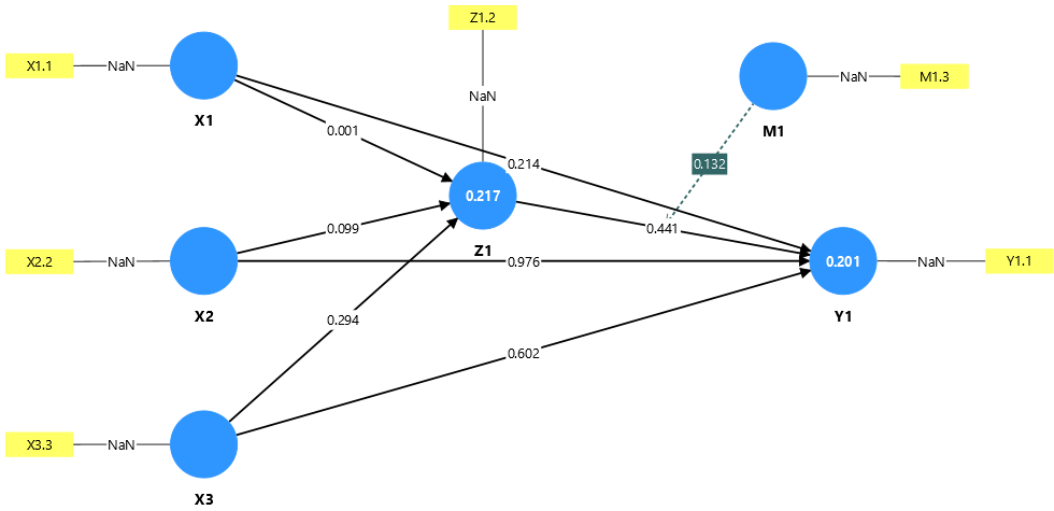 Z1.2
X1.1
NaN
X1
NaN
NaN
M1.3
M1
0.001
0.214
0.132
0.217
Z1
0.099
0.441
X2.2
NaN
X2
0.976
0.201
Y1
NaN
Y1.1
0.294
0.602
X3.3
NaN
X3